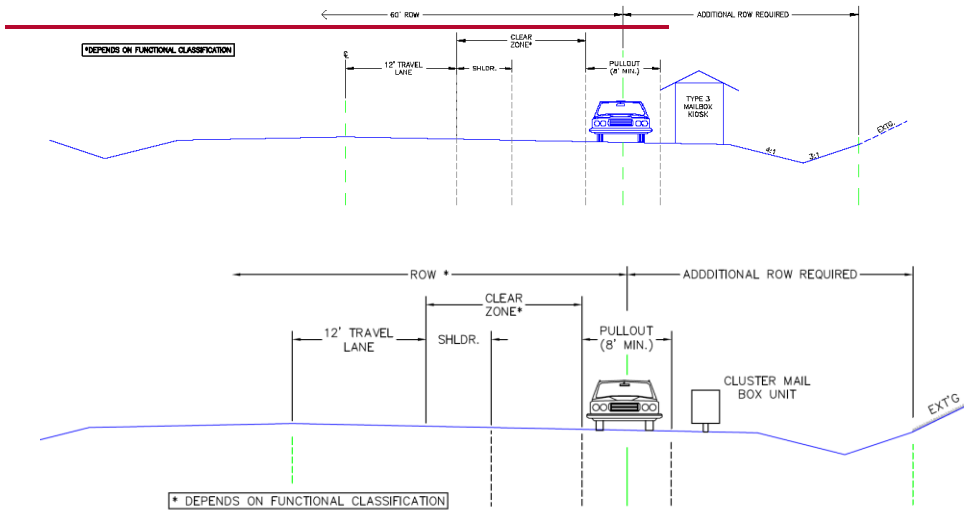 60' ROW
ADDITIONAL ROW REQUIRED
CLEAR
ZONE*
*DEPENDS ON FUNCTIONAL CLASSIFICATION
℄
12' TRAVEL
LANE
SHLDR.
PULLOUT
(8' MIN.)
TYPE 3
MAILBOX
KIOSK
EXTG.
4:1
3:1
ROW *
ADDDITIONAL ROW REQUIRED
CLEAR
ZONE*
12' TRAVEL
LANE
SHLDR.
PULLOUT
(8' MIN.)
CLUSTER MAIL
BOX UNIT
EXT'G
* DEPENDS ON FUNCTIONAL CLASSIFICATION